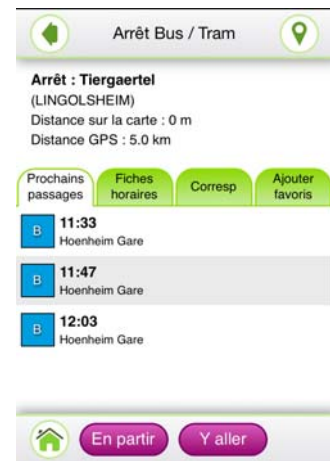 Arrêt Bus / Tram
Arrêt : Tiergaertel
(LINGOLSHEIM)
Distance sur la carte : 0 m
Distance GPS : 5.0 km
Prochains passages
Fiches horaires
Corresp
Ajouter favoris
B
11:33
Hoenheim Gare
B
11:47
Hoenheim Gare
B
12:03
Hoenheim Gare
En partir
Y aller